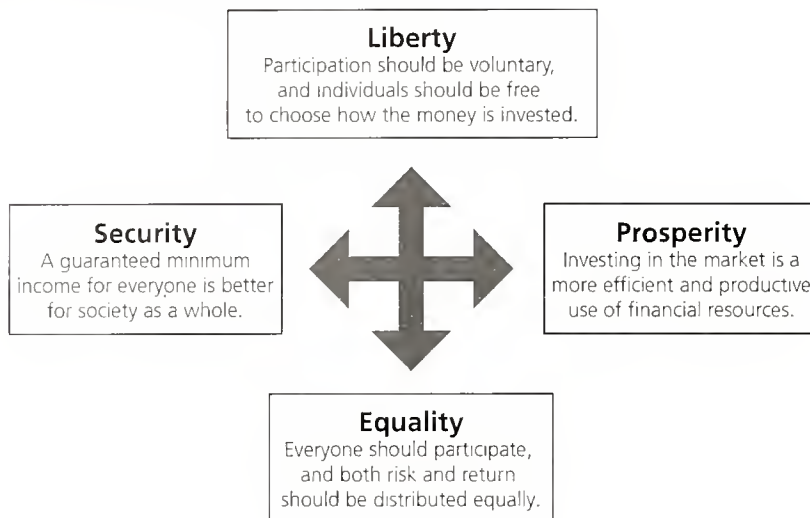 Liberty
Participation should be voluntary,
and individuals should be free
to choose how the money is invested.
Security
A guaranteed minimum
income for everyone is better
for society as a whole.
Prosperity
Investing in the market is a
more efficient and productive
use of financial resources.
Equality
Everyone should participate,
and both risk and return
should be distributed equally.